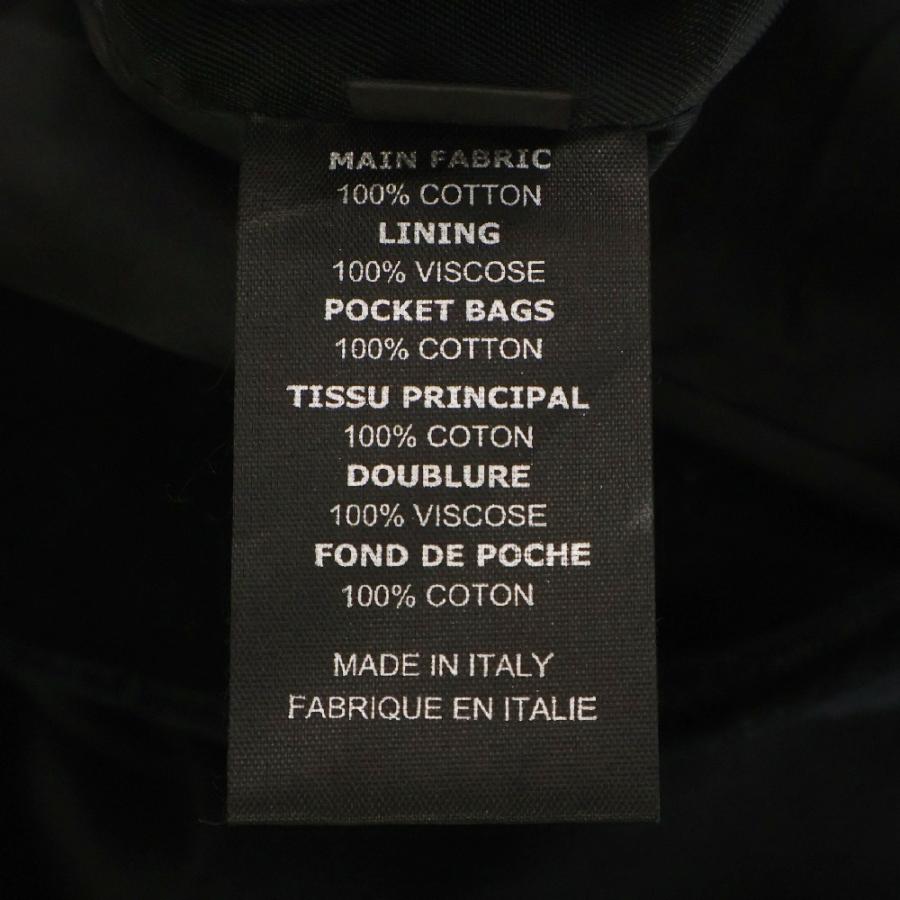 MAIN FABRIC
100% COTTON
LINING
100% VISCOSE
POCKET BAGS
100% COTTON
TISSU PRINCIPAL
100% COTON
DOUBLURE
100% VISCOSE
FOND DE POCHE
100% COTON
MADE IN ITALY
FABRIQUE EN ITALIE